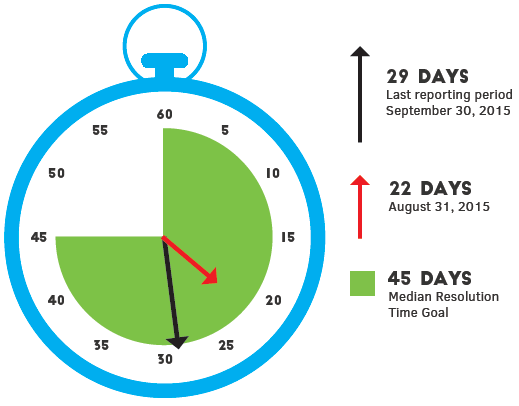 60
5
10
15
20
25
30
35
40
45
50
55
29 DAYS
Last reporting period
September 30, 2015
22 DAYS
August 31, 2015
45 DAYS
Median Resolution
Time Goal